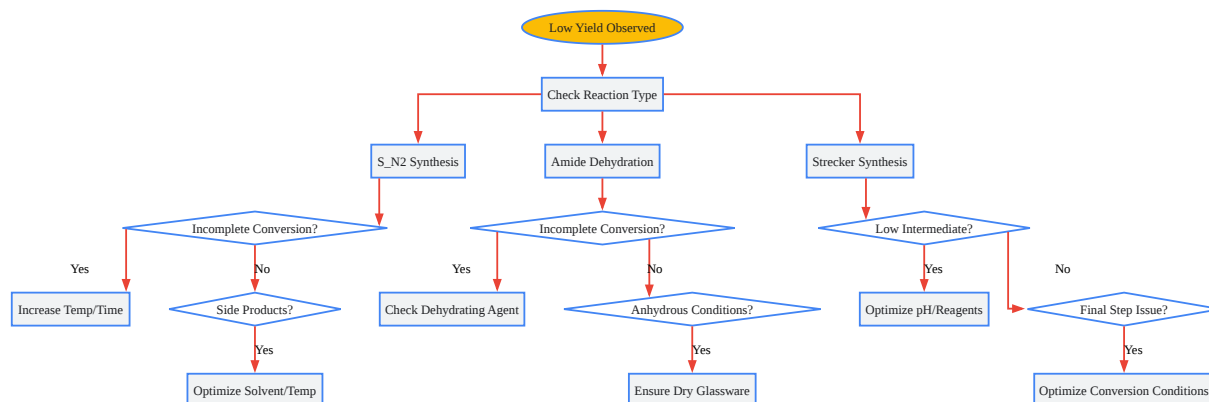 Low Yield Observed
Check Reaction Type
S_N2 Synthesis
Amide Dehydration
Strecker Synthesis
Incomplete Conversion?
Incomplete Conversion?
Low Intermediate?
Yes
No
Yes
No
Yes
No
Increase Temp/Time
Side Products?
Check Dehydrating Agent
Anhydrous Conditions?
Optimize pH/Reagents
Final Step Issue?
Yes
Yes
Yes
Optimize Solvent/Temp
Ensure Dry Glassware
Optimize Conversion Conditions